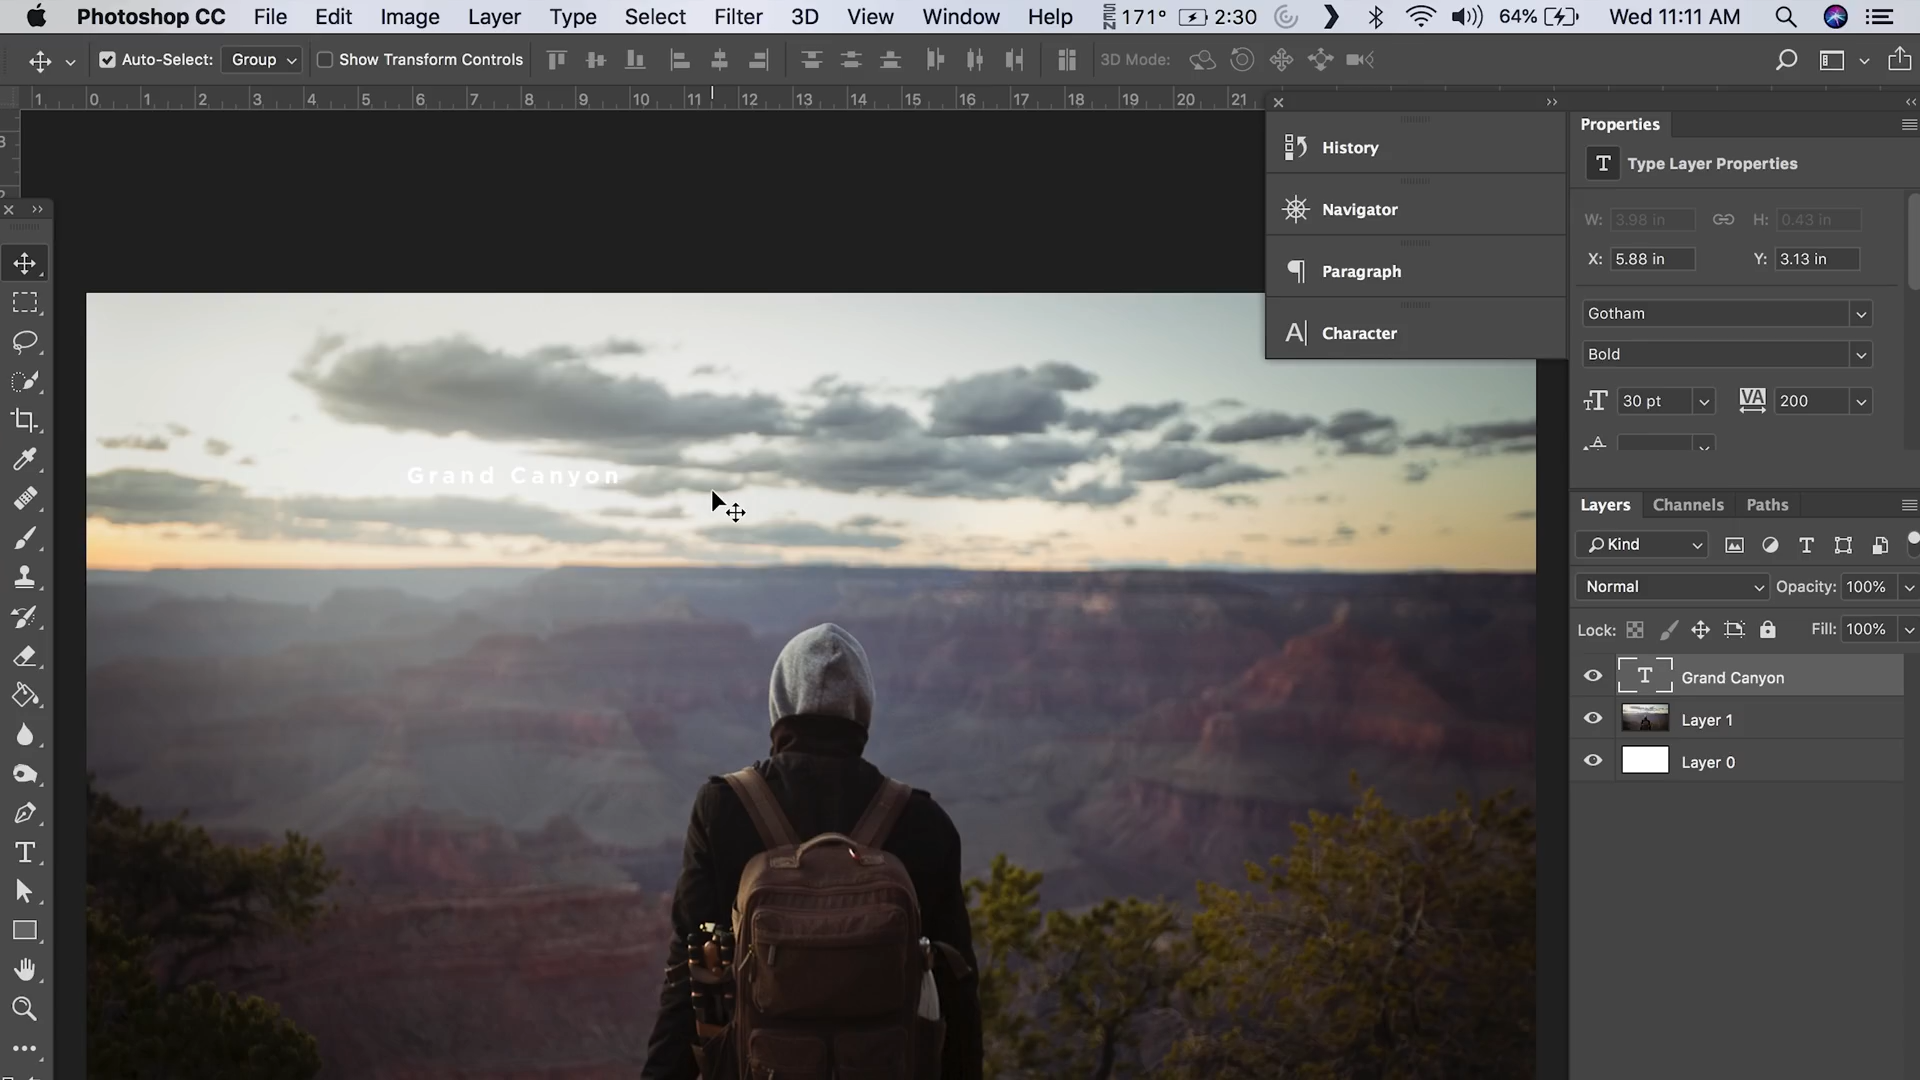 Photoshop CC File Edit Image Layer Type Select Filter 3D View Window Help SEN 171° 2:30 64% Wed 11:11 AM
Auto-Select: Group Show Transform Controls 3D Mode:
1 0 1 2 3 4 5 6 7 8 9 10 11 12 13 14 15 16 17 18 19 20 21
Properties
History
Type Layer Properties
Navigator
W: 3.98 in H: 0.43 in
X: 5.88 in Y: 3.13 in
Paragraph
Gotham
Character
Bold
30 pt VA 200
Grand Canyon
Layers Channels Paths
Kind
Normal Opacity: 100%
Lock: Fill: 100%
T Grand Canyon
Layer 1
Layer 0